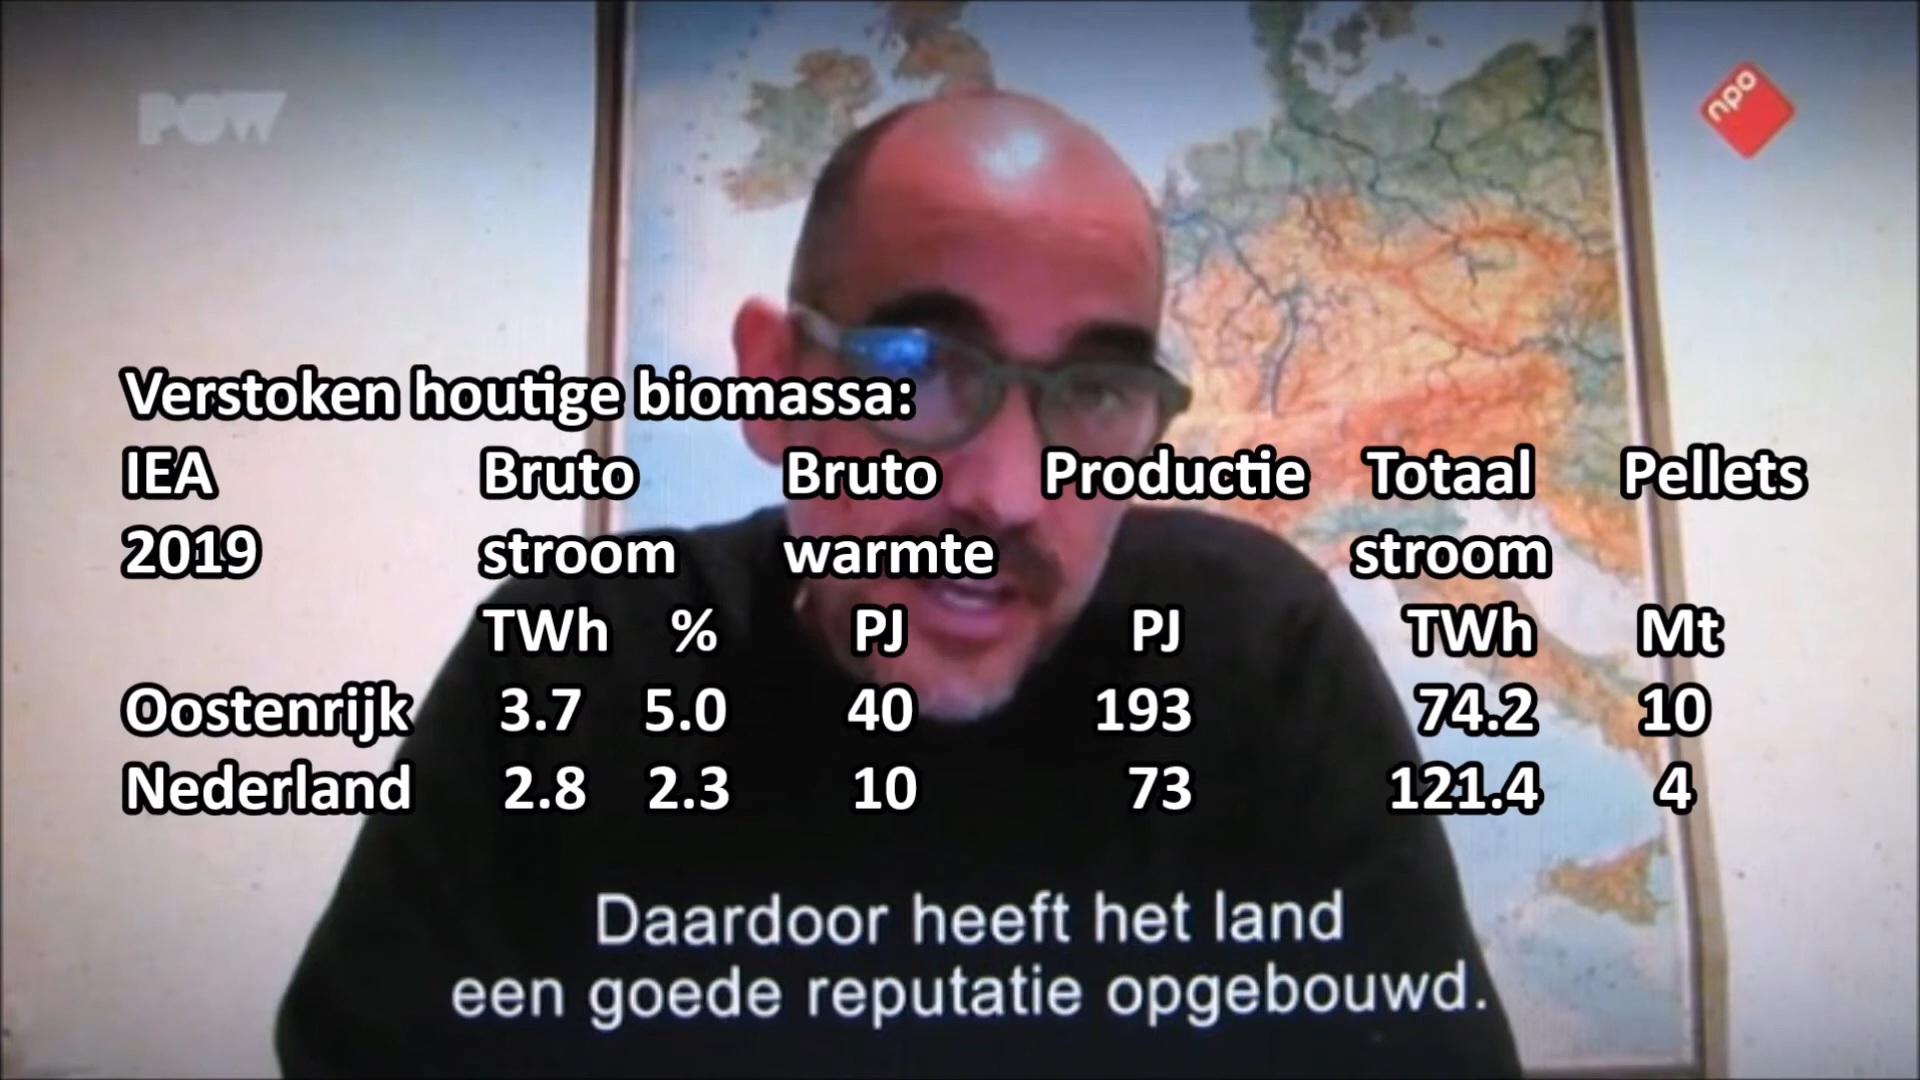 POW
npo
Verstoken houtige biomassa:
IEA Bruto Bruto Productie Totaal Pellets
2019 stroom warmte stroom
TWh % PJ PJ TWh Mt
Oostenrijk 3.7 5.0 40 193 74.2 10
Nederland 2.8 2.3 10 73 121.4 4
Daardoor heeft het land
een goede reputatie opgebouwd.